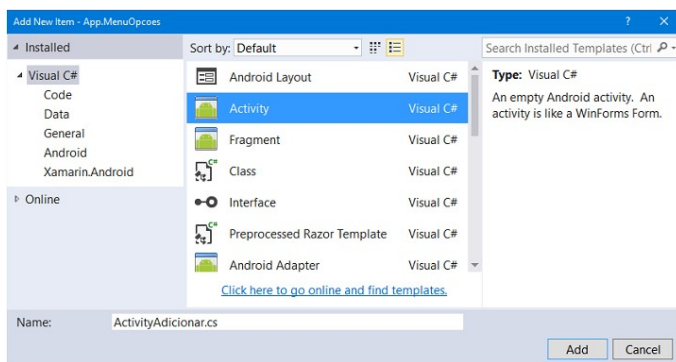 Add New Item - App.MenuOpcoes
? ×
Installed
Sort by: Default
Search Installed Templates (Ctrl
Visual C#
Code
Data
General
Android
Xamarin.Android
Online
Android Layout Visual C#
Activity Visual C#
Fragment Visual C#
Class Visual C#
Interface Visual C#
Preprocessed Razor Template Visual C#
Android Adapter Visual C#
Click here to go online and find templates.
Type: Visual C#
An empty Android activity. An
activity is like a WinForms Form.
Name: ActivityAdicionar.cs
Add Cancel